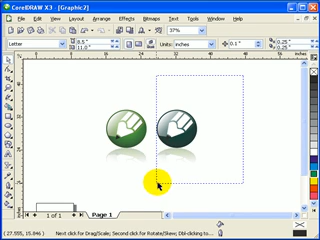 CorelDRAW X3 - [Graphic2]
File Edit View Layout Arrange Effects Bitmaps Text Tools Window Help
37%
Letter 8.5" 11.0" Units: inches 0.1" 0.25" 0.25"
1 of 1 Page 1
(27.555, 15.846) Next click for Drag/Scale; Second click for Rotate/Skew; Dbl-clicking to...